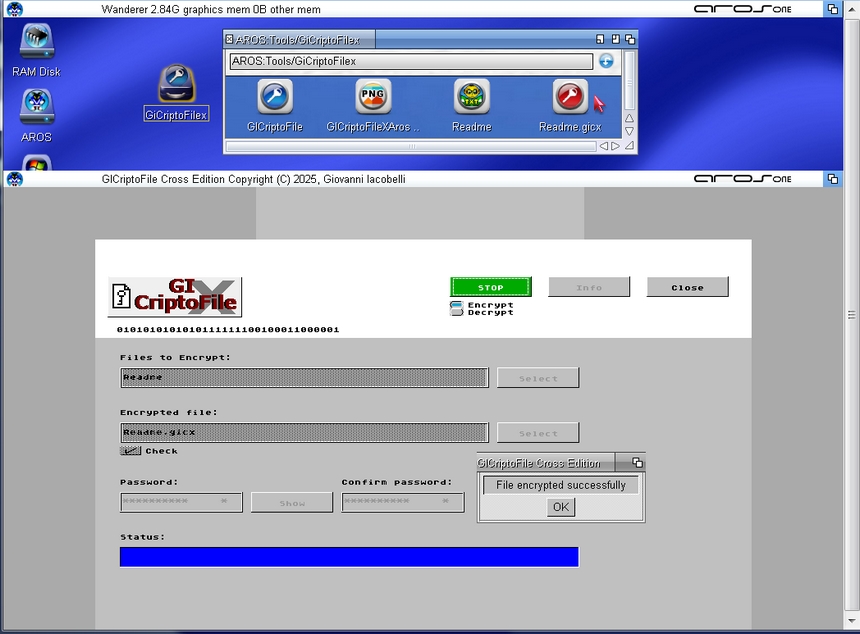 Wanderer 2.84G graphics mem 0B other mem
AROS ONE
RAM Disk
AROS
GiCriptoFilex
AROS:Tools/GiCriptoFilex
AROS:Tools/GiCriptoFilex
GICriptoFile
PNG
GICriptoFileXAros ..
TXT
Readme
Readme.gicx
GICriptoFile Cross Edition Copyright (C) 2025, Giovanni Iacobelli
AROS ONE
GI X
CriptoFile
STOP
Info
Close
Encrypt
Decrypt
Files to Encrypt:
Readme
Select
Encrypted file:
Readme.gicx
Select
Check
GICriptoFile Cross Edition
File encrypted successfully
OK
Password:
********** *
Show
Confirm password:
********** *
Status: